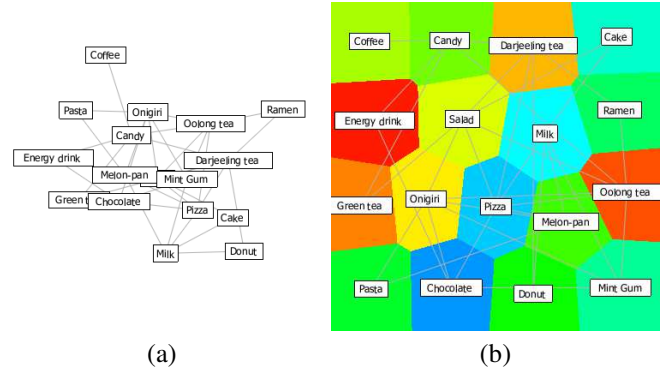 Coffee
Pasta
Onigiri
Oolong tea
Ramen
Candy
Energy drink
Darjeeling tea
Melon-pan
Mint Gum
Green t
Chocolate
Pizza
Cake
Milk
Donut
(a)
Coffee
Candy
Darjeeling tea
Cake
Energy drink
Salad
Milk
Ramen
Green tea
Onigiri
Pizza
Oolong tea
Melon-pan
Pasta
Chocolate
Donut
Mint Gum
(b)